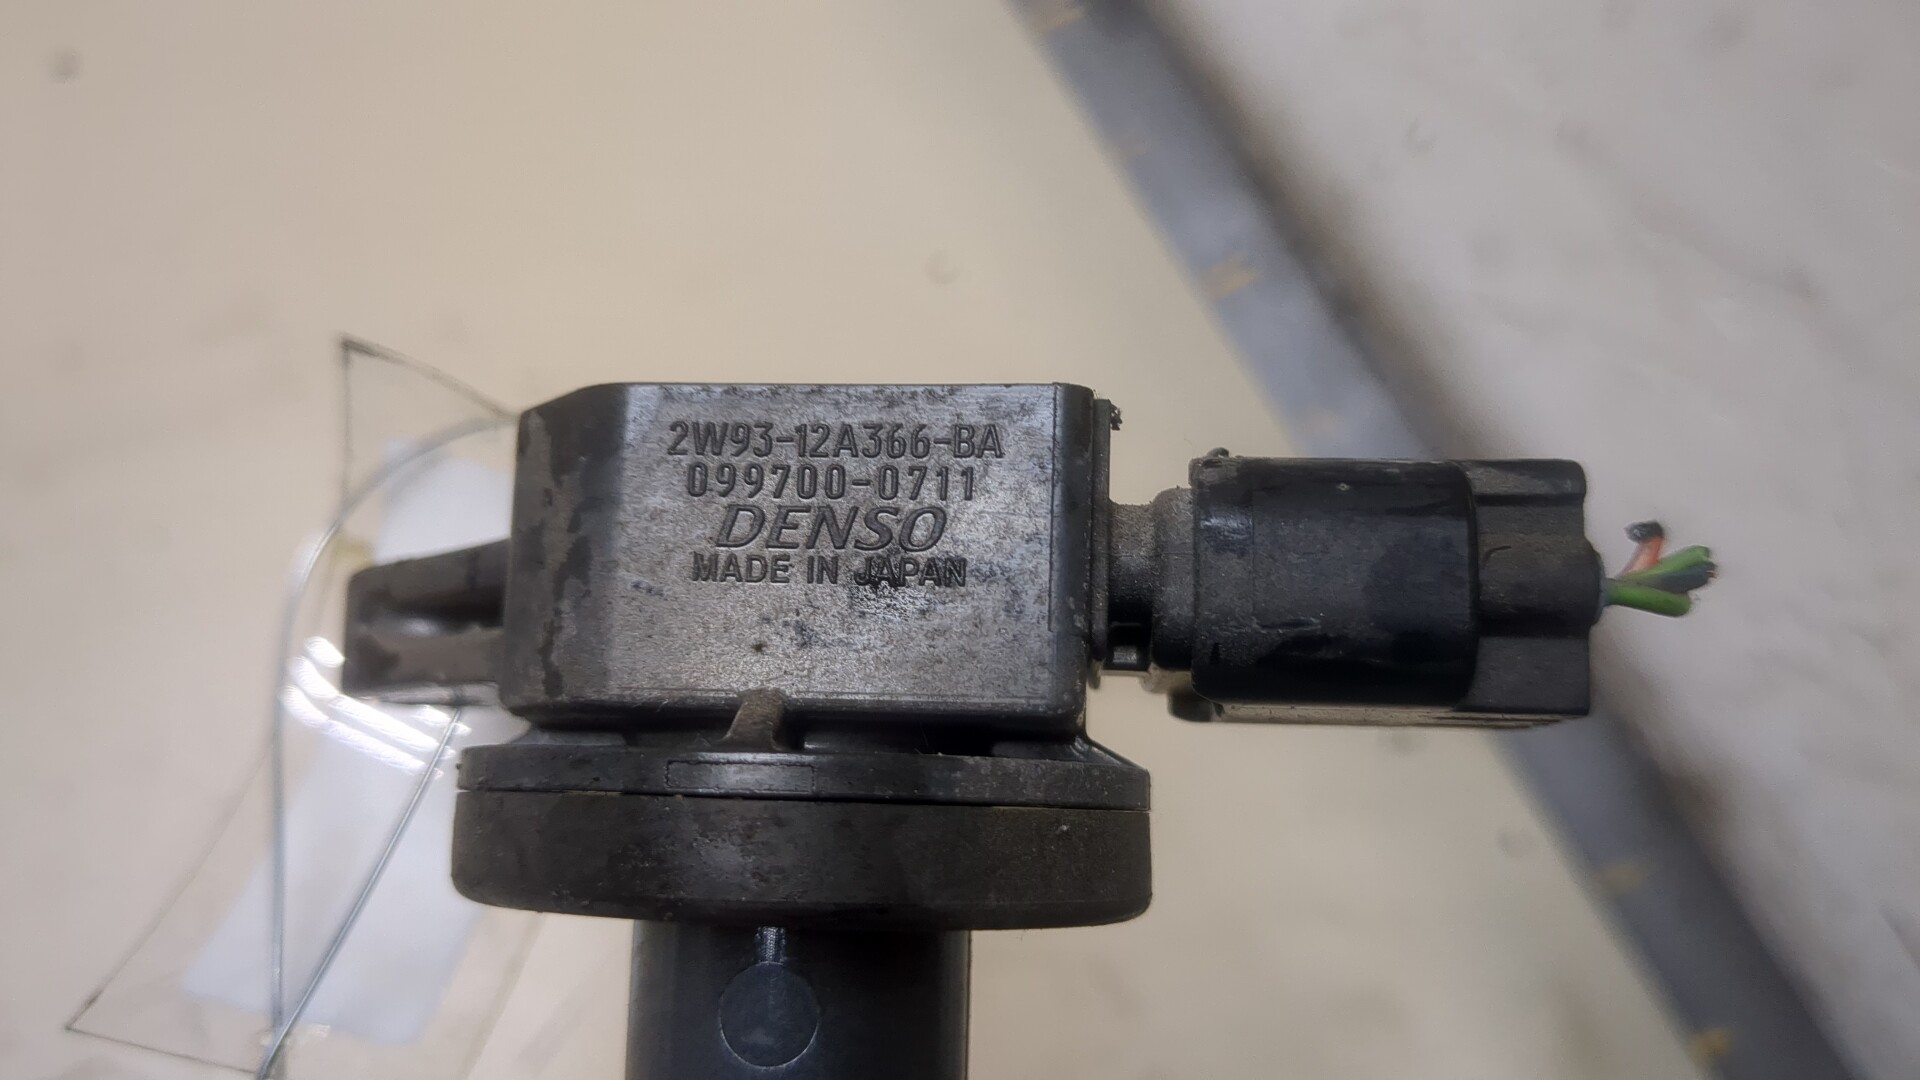 2W93-12A366-BA
099700-0711
DENSO
MADE IN JAPAN